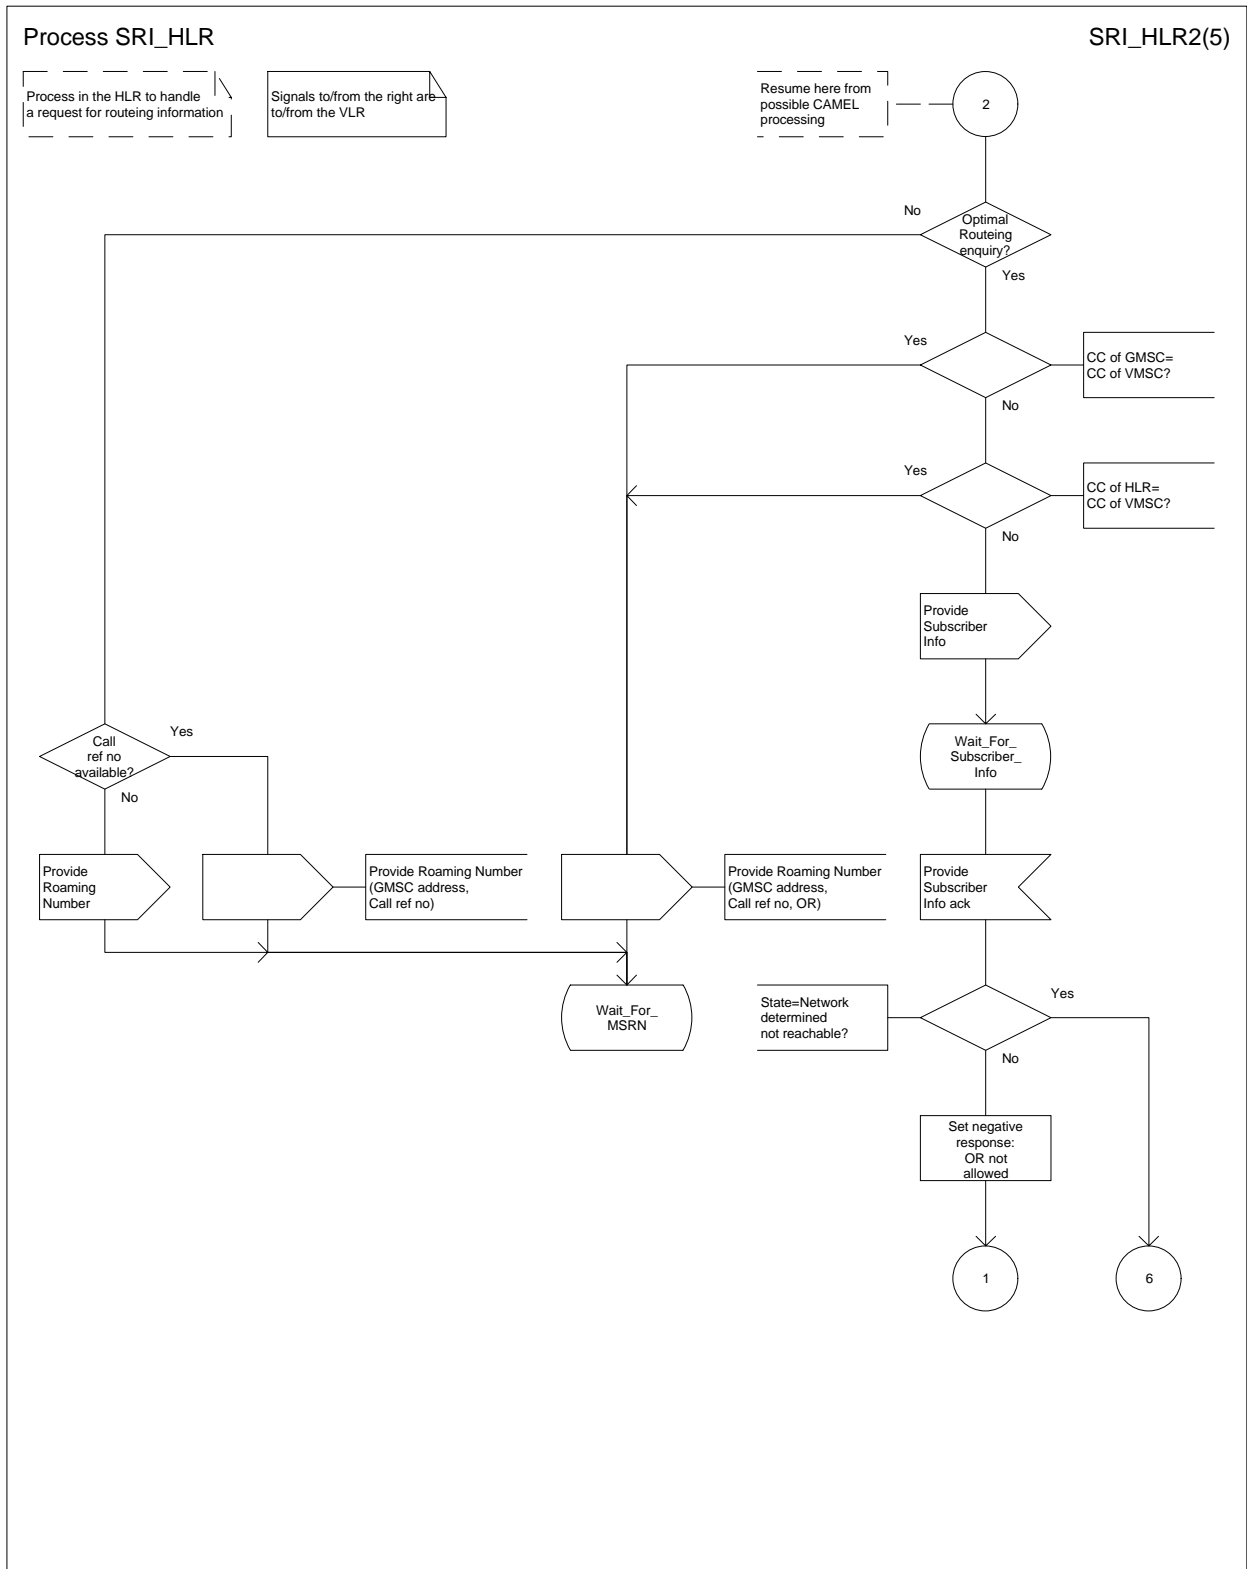 Process SRI_HLR
SRI_HLR2(5)
Process in the HLR to handle
a request for routeing information
Signals to/from the right are
to/from the VLR
Resume here from
possible CAMEL
processing
2
No
Optimal
Routeing
enquiry?
Yes
Yes
CC of GMSC=
CC of VMSC?
No
Yes
CC of HLR=
CC of VMSC?
No
Provide
Subscriber
Info
Call
ref no
available?
Yes
No
Wait_For_
Subscriber_
Info
Provide
Roaming
Number
Provide Roaming Number
(GMSC address,
Call ref no)
Provide Roaming Number
(GMSC address,
Call ref no, OR)
Provide
Subscriber
Info ack
Wait_For_
MSRN
State=Network
determined
not reachable?
Yes
No
Set negative
response:
OR not
allowed
1
6